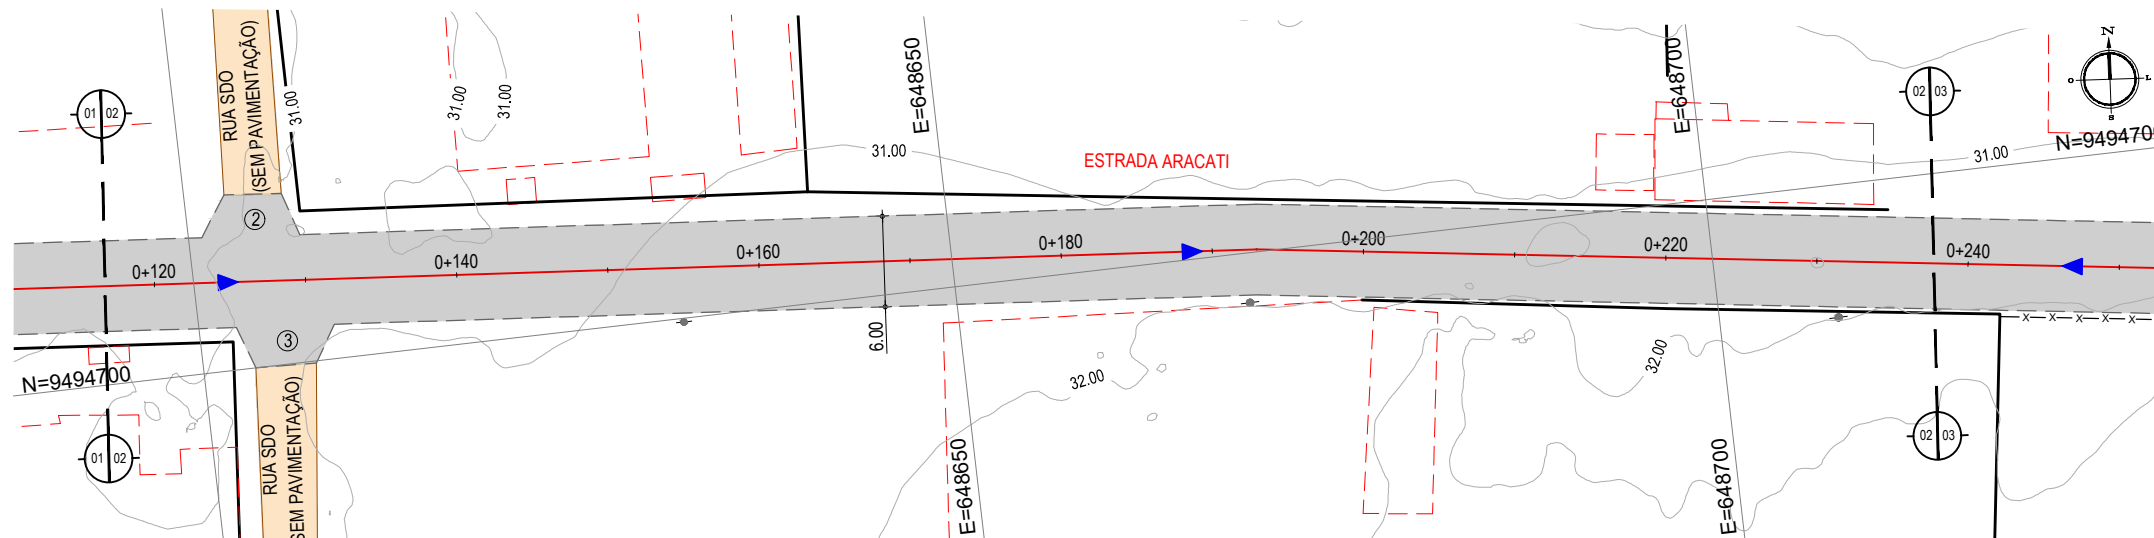 RUA SDO
(SEM PAVIMENTAÇÃO)
31.00
31.00
31.00
E=648650
E=648700
N
O
L
S
01
02
02
03
31.00
ESTRADA ARACATI
31.00
N=9494700
2
0+120
0+140
0+160
0+180
0+200
0+220
0+240
3
6.00
N=9494700
32.00
32.00
x x x x x
01
02
RUA SDO
SEM PAVIMENTAÇÃO)
E=648650
E=648700
02
03